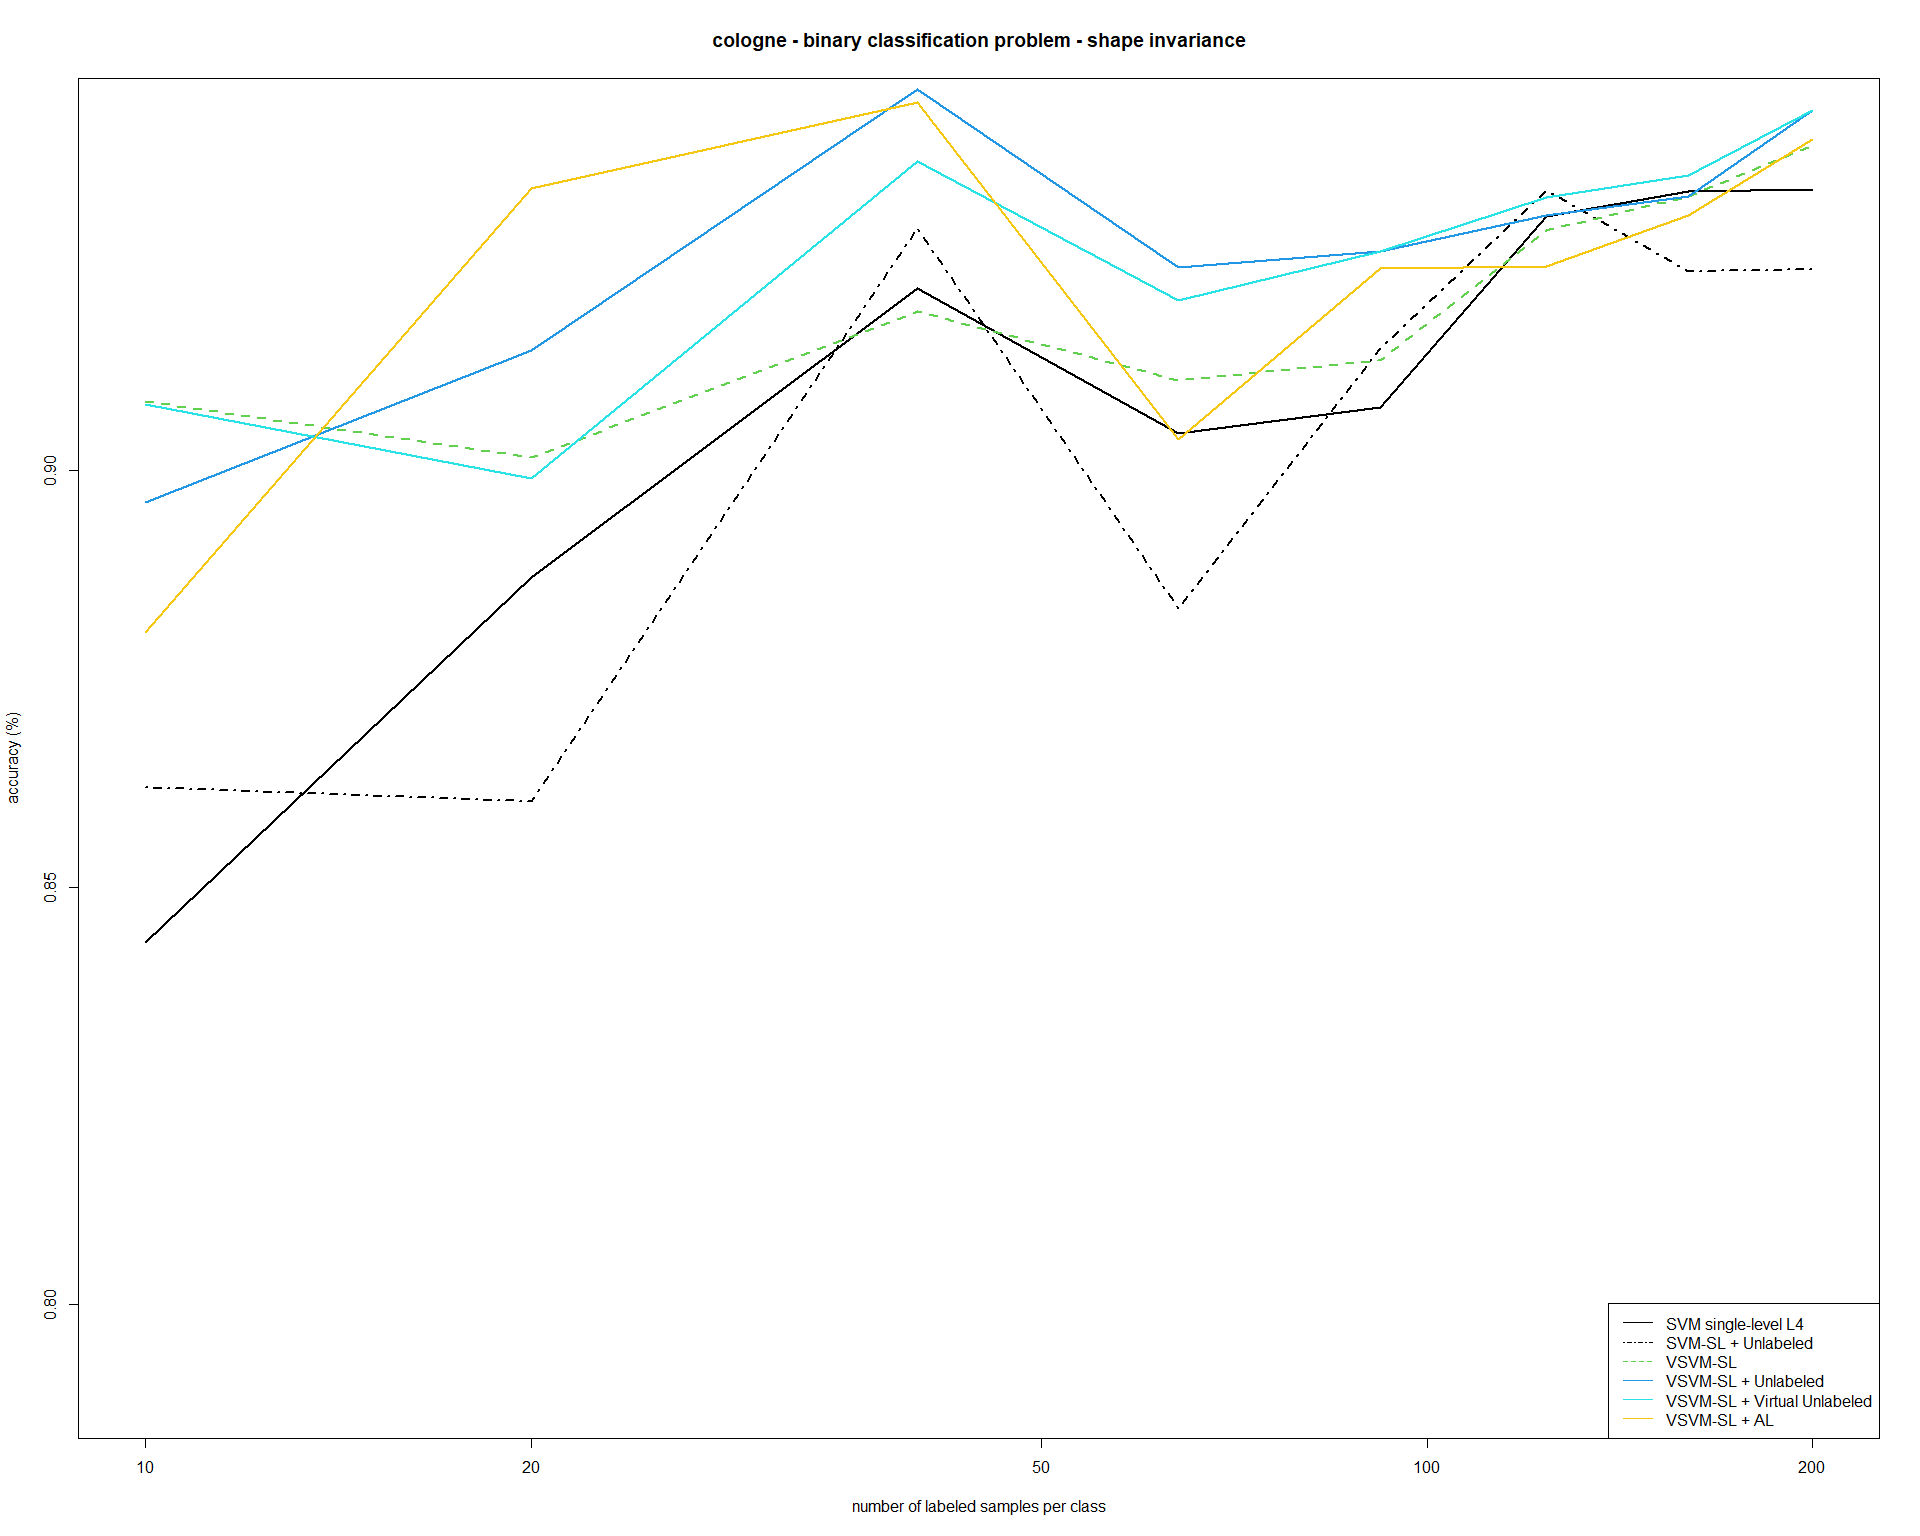 cologne - binary classification problem - shape invariance
accuracy (%)
0.90
0.85
0.80
SVM single-level L4
SVM-SL + Unlabeled
VSVM-SL
VSVM-SL + Unlabeled
VSVM-SL + Virtual Unlabeled
VSVM-SL + AL
10 20 50 100 200
number of labeled samples per class